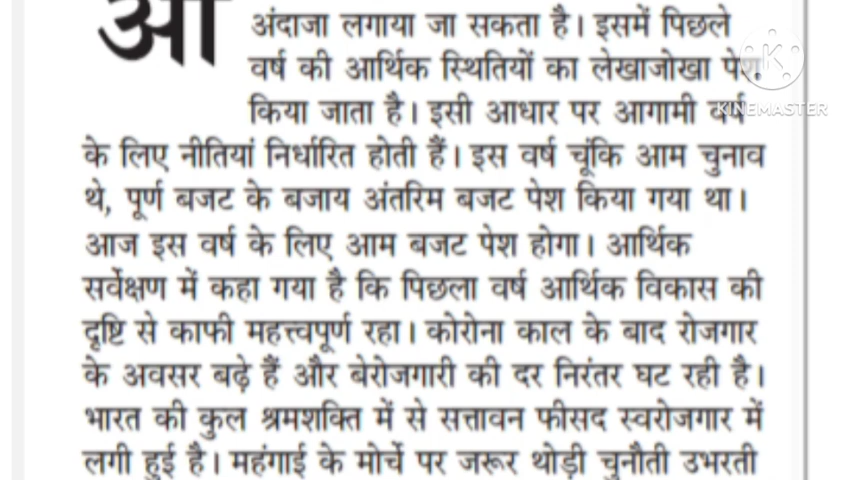 आ
अंदाजा लगाया जा सकता है। इसमें पिछले
वर्ष की आर्थिक स्थितियों का लेखाजोखा पेश
किया जाता है। इसी आधार पर आगामी वर्ष
के लिए नीतियां निर्धारित होती हैं। इस वर्ष चूंकि आम चुनाव
थे, पूर्ण बजट के बजाय अंतरिम बजट पेश किया गया था।
आज इस वर्ष के लिए आम बजट पेश होगा। आर्थिक
सर्वेक्षण में कहा गया है कि पिछला वर्ष आर्थिक विकास की
दृष्टि से काफी महत्त्वपूर्ण रहा। कोरोना काल के बाद रोजगार
के अवसर बढ़े हैं और बेरोजगारी की दर निरंतर घट रही है।
भारत की कुल श्रमशक्ति में से सत्तावन फीसद स्वरोजगार में
लगी हुई है। महंगाई के मोर्चे पर जरूर थोड़ी चुनौती उभरती
K
KINEMASTER